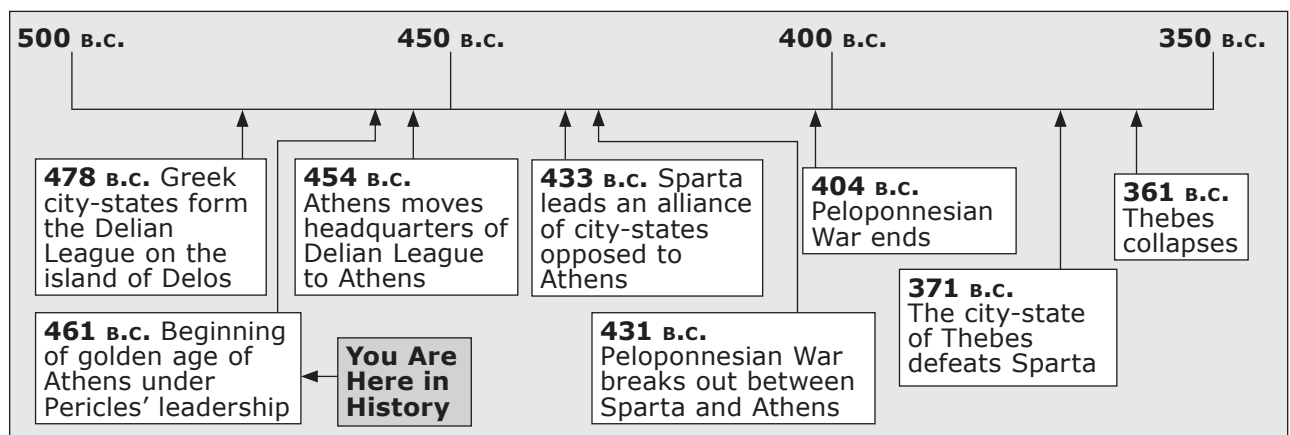 500 B.C.
450 B.C.
400 B.C.
350 B.C.
478 B.C. Greek
city-states form
the Delian
League on the
island of Delos
454 B.C.
Athens moves
headquarters of
Delian League
to Athens
433 B.C. Sparta
leads an alliance
of city-states
opposed to
Athens
404 B.C.
Peloponnesian
War ends
361 B.C.
Thebes
collapses
461 B.C. Beginning
of golden age of
Athens under
Pericles’ leadership
You Are
Here in
History
431 B.C.
Peloponnesian War
breaks out between
Sparta and Athens
371 B.C.
The city-state
of Thebes
defeats Sparta